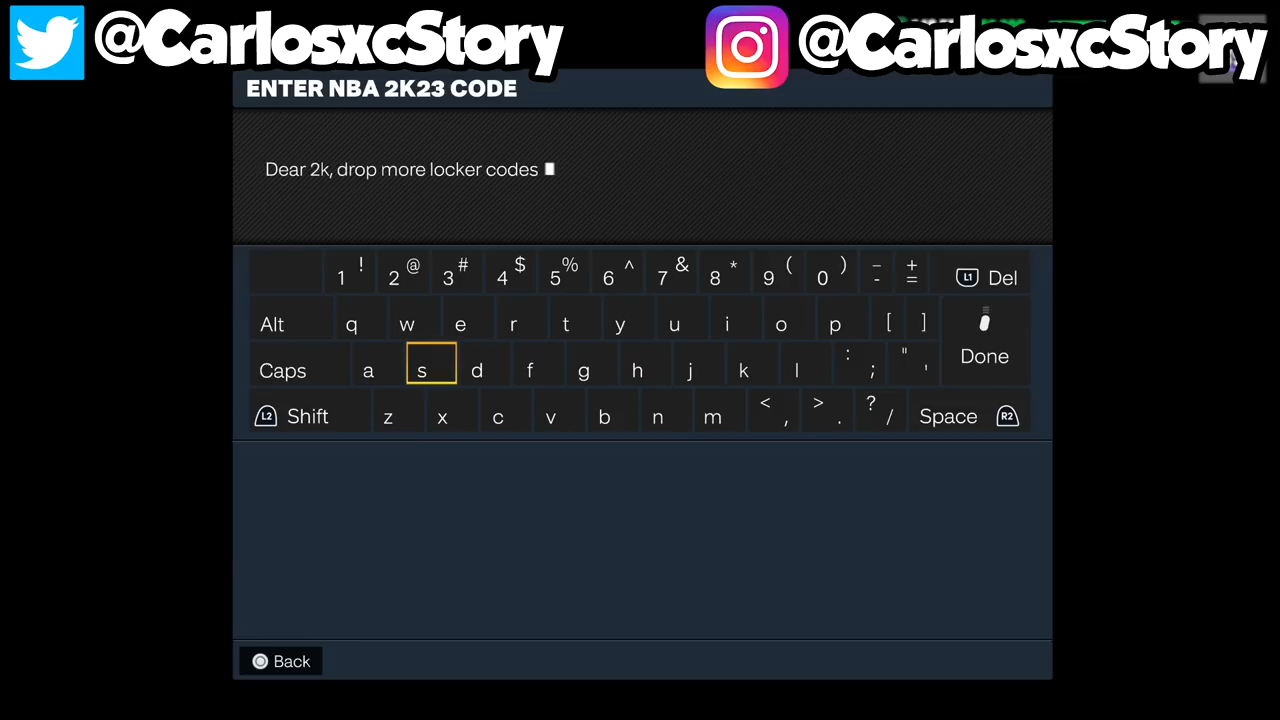 @CarlosxcStory @CarlosxcStory
ENTER NBA 2K23 CODE
Dear 2k, drop more locker codes
1 ! 2 @ 3 # 4 $ 5 % 6 ^ 7 & 8 * 9 ( 0 ) - _ = + L1 Del
Alt q w e r t y u i o p [ ]
Caps a s d f g h j k l ; : ' " Done
L2 Shift z x c v b n m , < . > / ? Space R2
Back